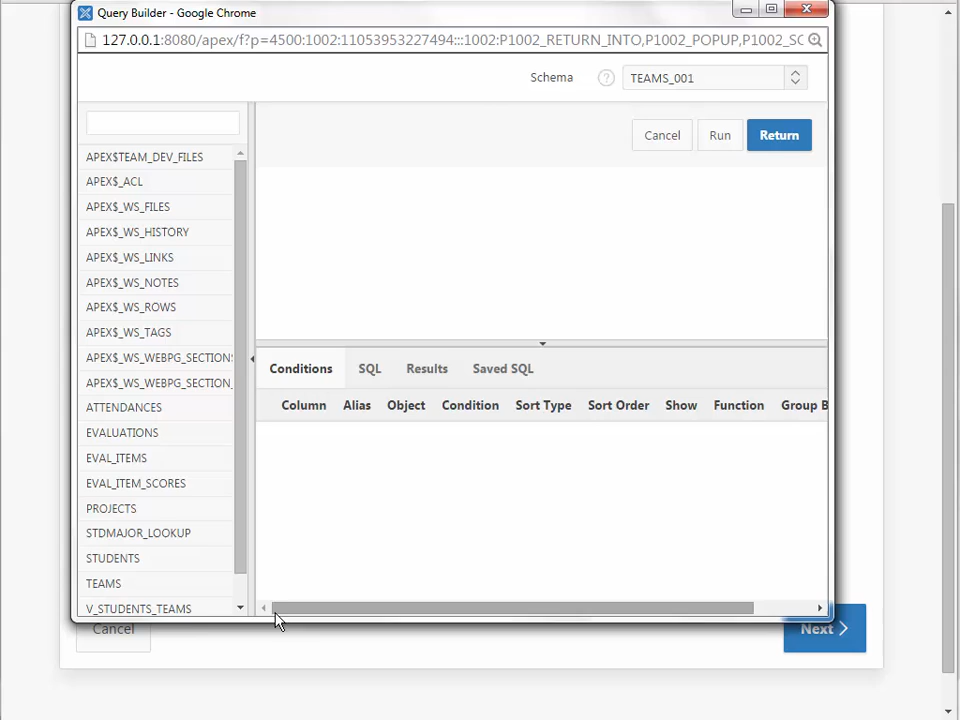 Query Builder - Google Chrome
127.0.0.1:8080/apex/f?p=4500:1002:11053953227494:::1002:P1002_RETURN_INTO,P1002_POPUP,P1002_SC
Schema ? TEAMS_001
Cancel Run Return
APEX$TEAM_DEV_FILES
APEX$_ACL
APEX$_WS_FILES
APEX$_WS_HISTORY
APEX$_WS_LINKS
APEX$_WS_NOTES
APEX$_WS_ROWS
APEX$_WS_TAGS
APEX$_WS_WEBPG_SECTIONS
APEX$_WS_WEBPG_SECTION_
ATTENDANCES
EVALUATIONS
EVAL_ITEMS
EVAL_ITEM_SCORES
PROJECTS
STDMAJOR_LOOKUP
STUDENTS
TEAMS
V_STUDENTS_TEAMS
Conditions SQL Results Saved SQL
Column Alias Object Condition Sort Type Sort Order Show Function Group B
Cancel
Next